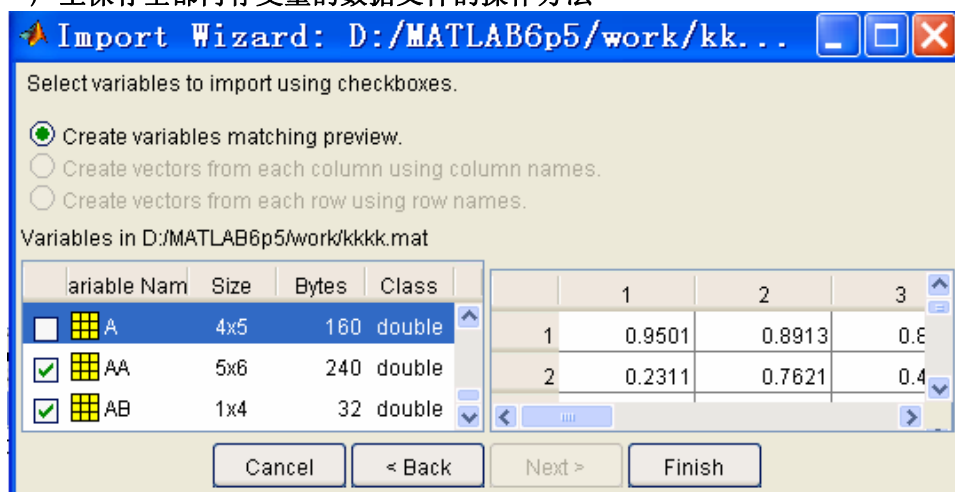 Import Wizard: D:/MATLAB6p5/work/kk...
Select variables to import using checkboxes.
Create variables matching preview.
Create vectors from each column using column names.
Create vectors from each row using row names.
Variables in D:/MATLAB6p5/work/kkkk.mat
ariable Nam Size Bytes Class
A 4x5 160 double
AA 5x6 240 double
AB 1x4 32 double
1 2 3
1 0.9501 0.8913
2 0.2311 0.7621 0.4
Cancel < Back Next > Finish